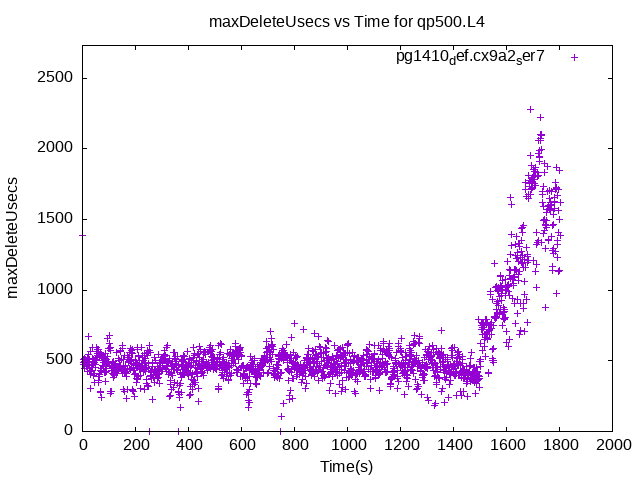 maxDeleteUsecs vs Time for qp500.L4
pg1410def.cx9a2ser7
2500
2000
1500
1000
500
0
maxDeleteUsecs
0 200 400 600 800 1000 1200 1400 1600 1800 2000
Time(s)